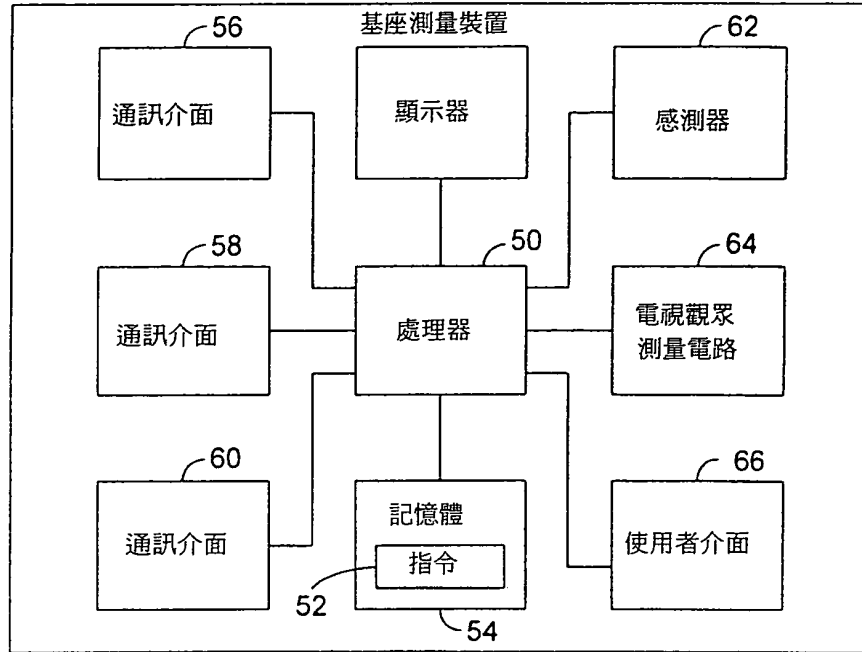 基座測量裝置
56
通訊介面
顯示器
62
感測器
58
通訊介面
50
處理器
64
電視觀眾
測量電路
60
通訊介面
記憶體
指令
52
54
66
使用者介面